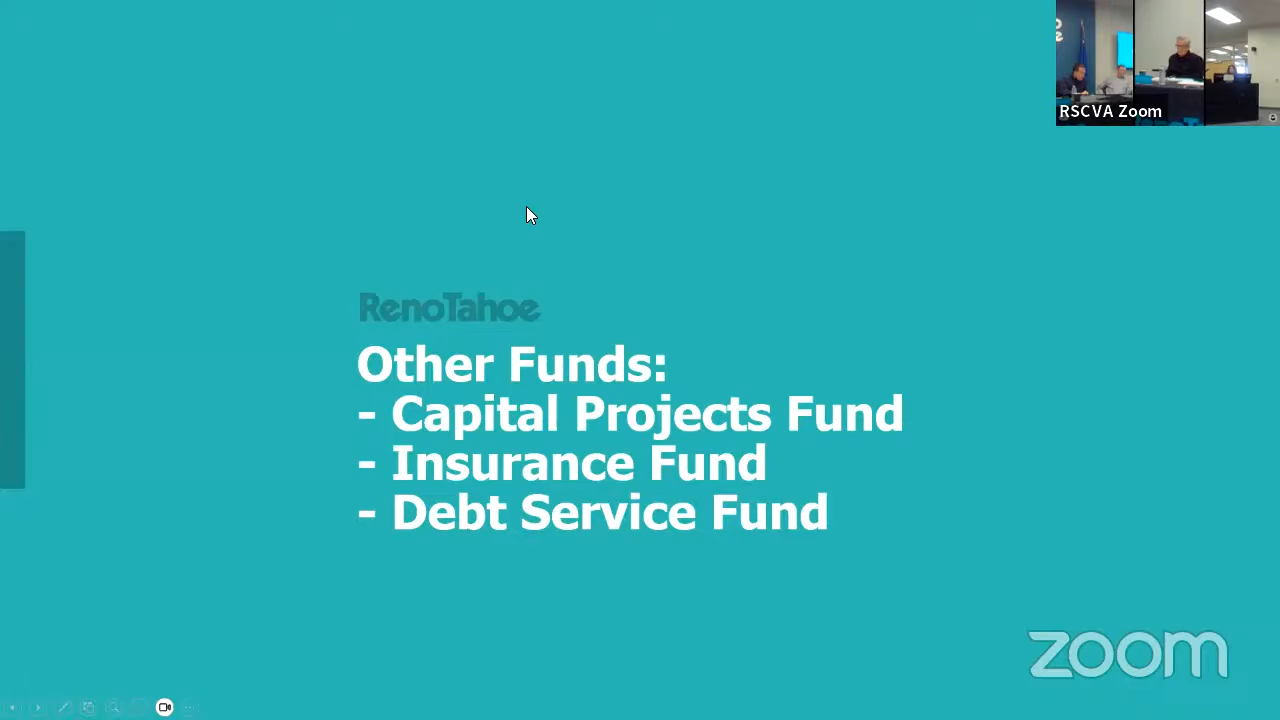 RSCVA Zoom
RenoTahoe
Other Funds:
- Capital Projects Fund
- Insurance Fund
- Debt Service Fund
zoom